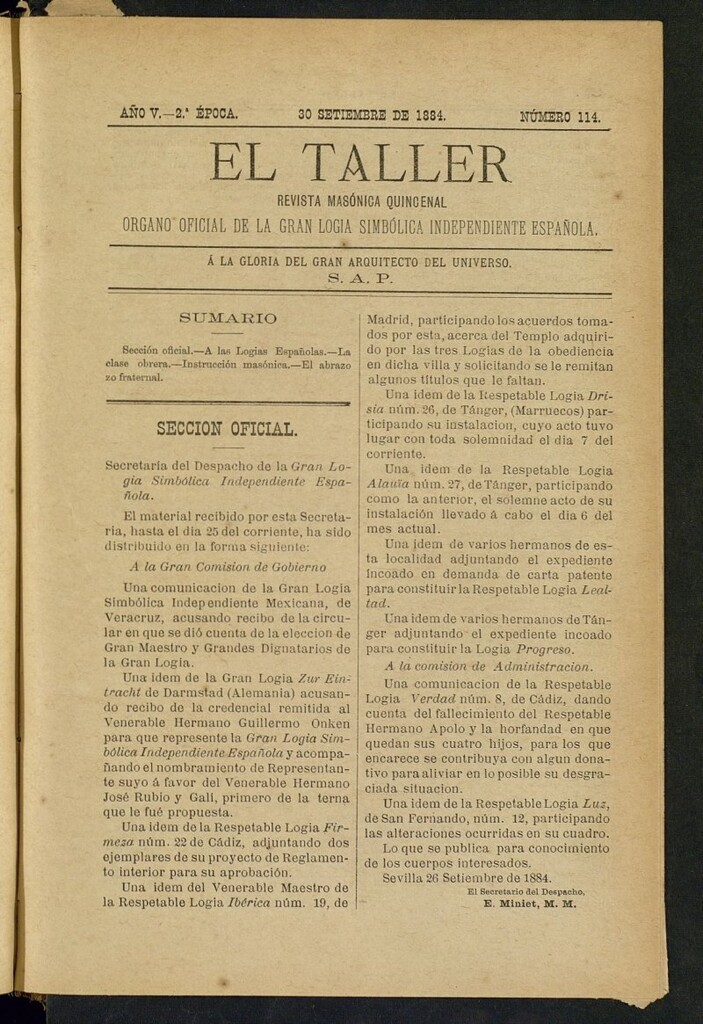 AÑO V.—2.ª ÉPOCA.
30 SETIEMBRE DE 1884.
NÚMERO 114.
EL TALLER
REVISTA MASÓNICA QUINCENAL
ORGANO OFICIAL DE LA GRAN LOGIA SIMBÓLICA INDEPENDIENTE ESPAÑOLA.
Á LA GLORIA DEL GRAN ARQUITECTO DEL UNIVERSO.
S. A. P.
SUMARIO
Sección oficial.—A las Logias Españolas.—La
clase obrera.—Instrucción masónica.—El abrazo
zo fraternal.
SECCION OFICIAL.
Secretaria del Despacho de la Gran Lo-
gia Simbólica Independiente Espa-
ñola.
El material recibido por esta Secreta-
ria, hasta el dia 25 del corriente, ha sido
distribuido en la forma siguiente:
A la Gran Comision de Gobierno
Una comunicacion de la Gran Logia
Simbólica Independiente Mexicana, de
Veracruz, acusando recibo de la circu-
lar en que se dió cuenta de la eleccion de
Gran Maestro y Grandes Dignatarios de
la Gran Logia.
Una idem de la Gran Logia Zur Ein-
tracht de Darmstad (Alemania) acusan-
do recibo de la credencial remitida al
Venerable Hermano Guillermo Onken
para que represente la Gran Logia Sim-
bólica Independiente Española y acompa-
ñando el nombramiento de Representan-
te suyo á favor del Venerable Hermano
José Rubio y Gali, primero de la terna
que le fué propuesta.
Una idem de la Respetable Logia Fir-
meza núm. 22 de Cádiz, adjuntando dos
ejemplares de su proyecto de Reglamen-
to interior para su aprobación.
Una idem del Venerable Maestro de
la Respetable Logia Ibérica núm. 19, de
Madrid, participando los acuerdos toma-
dos por esta, acerca del Templo adquiri-
do por las tres Logias de la obediencia
en dicha villa y solicitando se le remitan
algunos titulos que le faltan.
Una idem de la Respetable Logia Dri-
sia núm. 26, de Tánger, (Marruecos) par-
ticipando su instalacion, cuyo acto tuvo
lugar con toda solemnidad el dia 7 del
corriente.
Una idem de la Respetable Logia
Alauïa núm. 27, de Tánger, participando
como la anterior, el solemne acto de su
instalación llevado á cabo el dia 6 del
mes actual.
Una idem de varios hermanos de es-
ta localidad adjuntando el expediente
incoado en demanda de carta patente
para constituir la Respetable Logia Leal-
tad.
Una idem de varios hermanos de Tán-
ger adjuntando el expediente incoado
para constituir la Logia Progreso.
A la comision de Administracion.
Una comunicacion de la Respetable
Logia Verdad núm. 8, de Cádiz, dando
cuenta del fallecimiento del Respetable
Hermano Apolo y la horfandad en que
quedan sus cuatro hijos, para los que
encarece se contribuya con algun dona-
tivo para aliviar en lo posible su desgra-
ciada situacion.
Una idem de la Respetable Logia Luz,
de San Fernando, núm. 12, participando
las alteraciones ocurridas en su cuadro.
Lo que se publica para conocimiento
de los cuerpos interesados.
Sevilla 26 Setiembre de 1884.
El Secretario del Despacho,
E. Miniet, M. M.